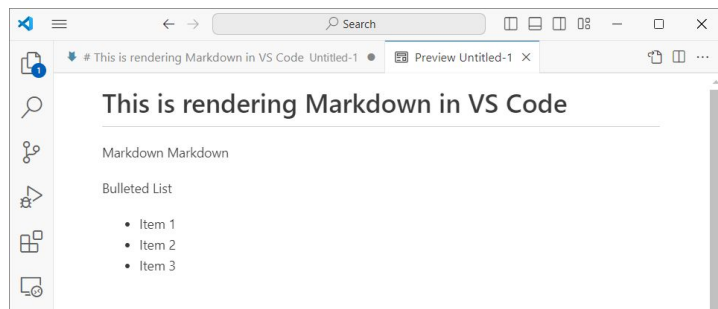 Search
# This is rendering Markdown in VS Code Untitled-1
Preview Untitled-1
1
This is rendering Markdown in VS Code
Markdown Markdown
Bulleted List
Item 1
Item 2
Item 3